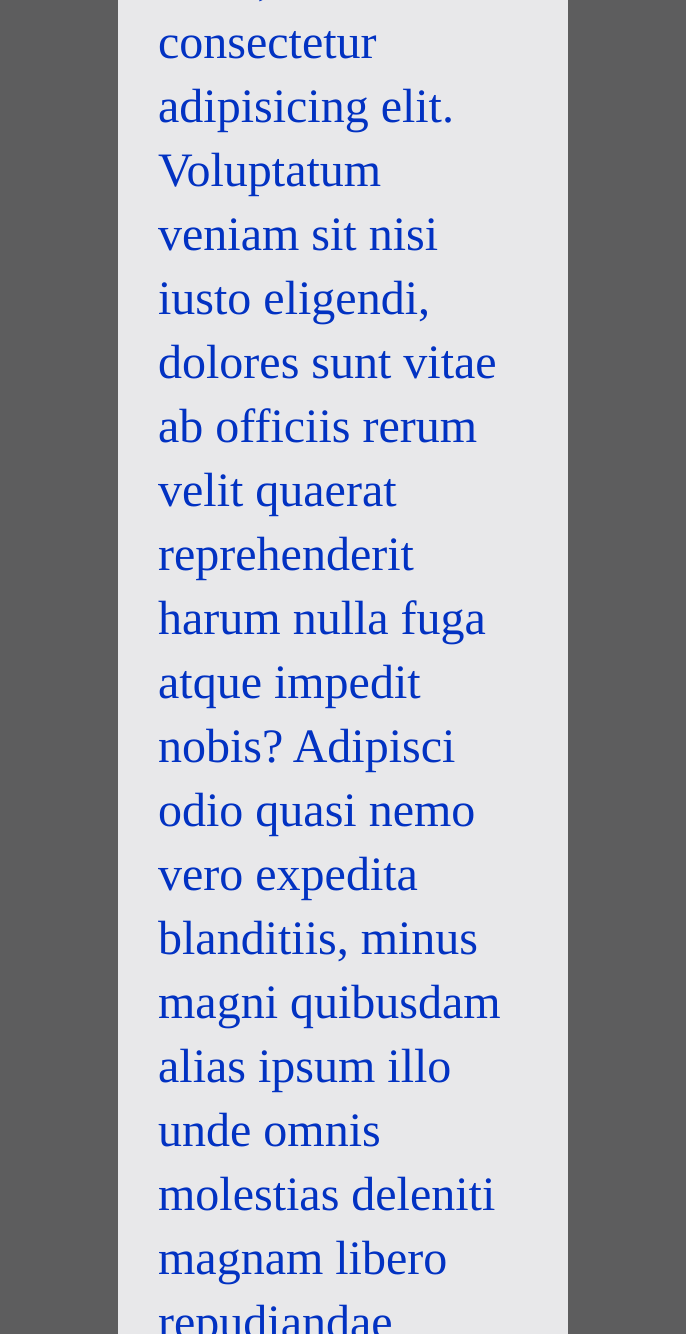 consectetur
adipisicing elit.
Voluptatum
veniam sit nisi
iusto eligendi,
dolores sunt vitae
ab officiis rerum
velit quaerat
reprehenderit
harum nulla fuga
atque impedit
nobis? Adipisci
odio quasi nemo
vero expedita
blanditiis, minus
magni quibusdam
alias ipsum illo
unde omnis
molestias deleniti
magnam libero
repudiandae